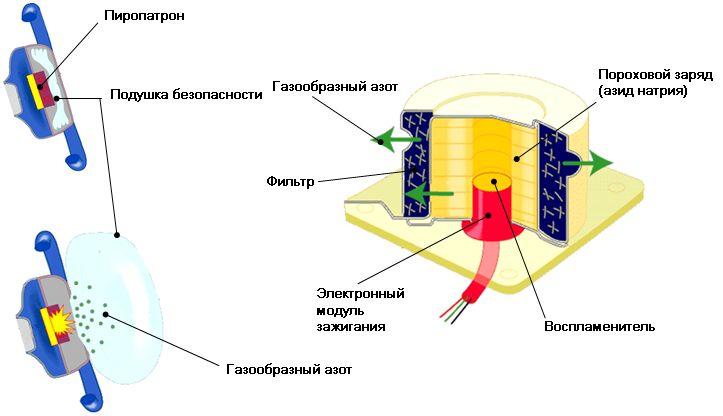 Пиропатрон
Подушка безопасности
Газообразный азот
Газообразный азот
Фильтр
Пороховой заряд
(азид натрия)
Электронный
модуль
зажигания
Воспламенитель